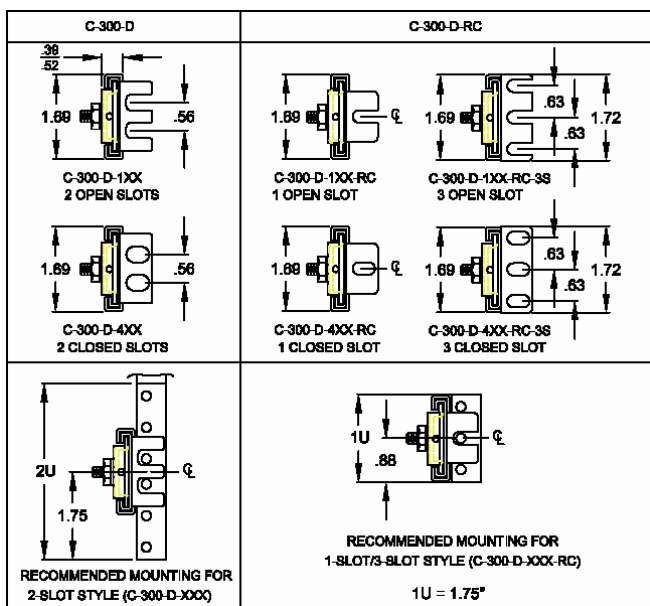 C-300-D
C-300-D-RC
.39
.52
1.69
.56
C-300-D-1XX
2 OPEN SLOTS
1.69
℄
C-300-D-1XX-RC
1 OPEN SLOT
1.69
.63
.63
1.72
C-300-D-1XX-RC-3S
3 OPEN SLOT
1.69
.56
C-300-D-4XX
2 CLOSED SLOTS
1.69
℄
C-300-D-4XX-RC
1 CLOSED SLOT
1.69
.63
.63
1.72
C-300-D-4XX-RC-3S
3 CLOSED SLOT
2U
1.75
℄
RECOMMENDED MOUNTING FOR
2-SLOT STYLE (C-300-D-XXX)
1U
.88
℄
RECOMMENDED MOUNTING FOR
1-SLOT/3-SLOT STYLE (C-300-D-XXX-RC)
1U = 1.75"